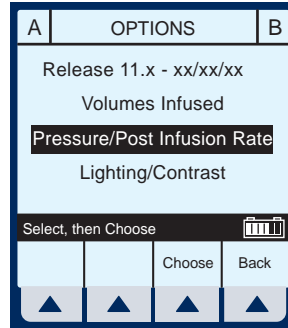 A OPTIONS B
Release 11.x - xx/xx/xx
Volumes Infused
Pressure/Post Infusion Rate
Lighting/Contrast
Select, then Choose
Choose Back